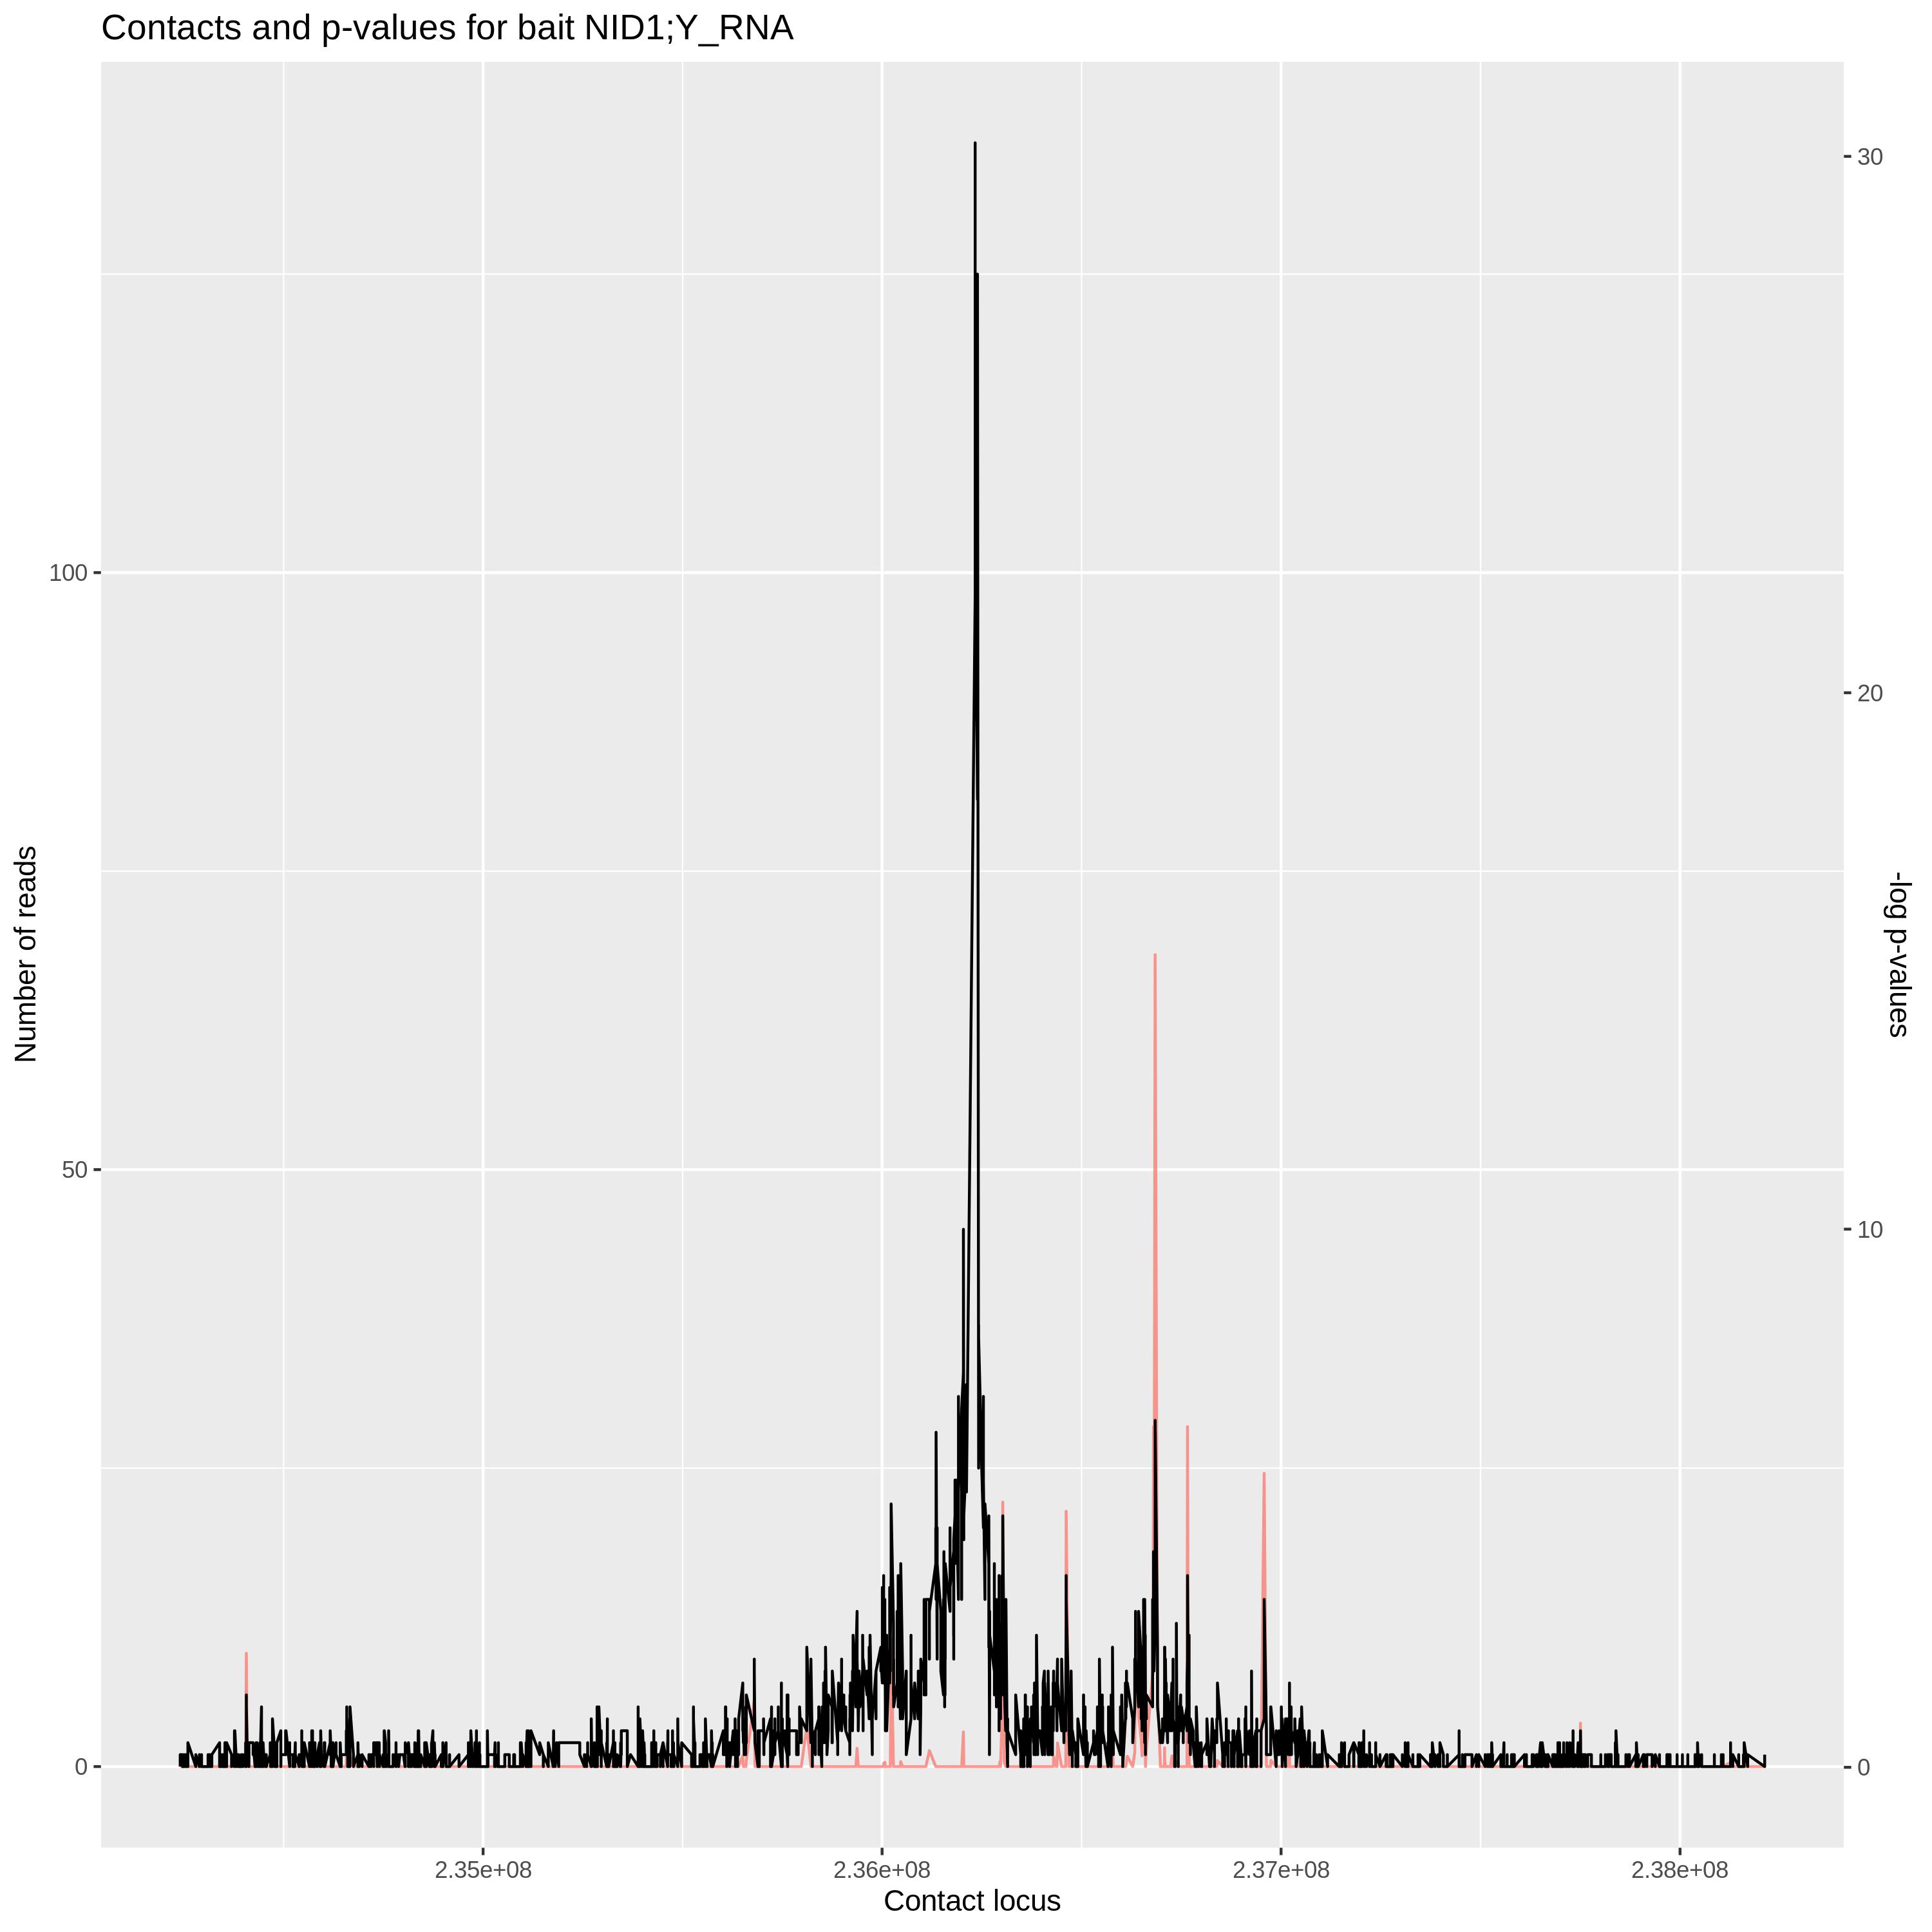 Contacts and p-values for bait NID1;Y_RNA
Number of reads
100
50
0
30
20
10
0
-log p-values
2.35e+08
2.36e+08
2.37e+08
2.38e+08
Contact locus